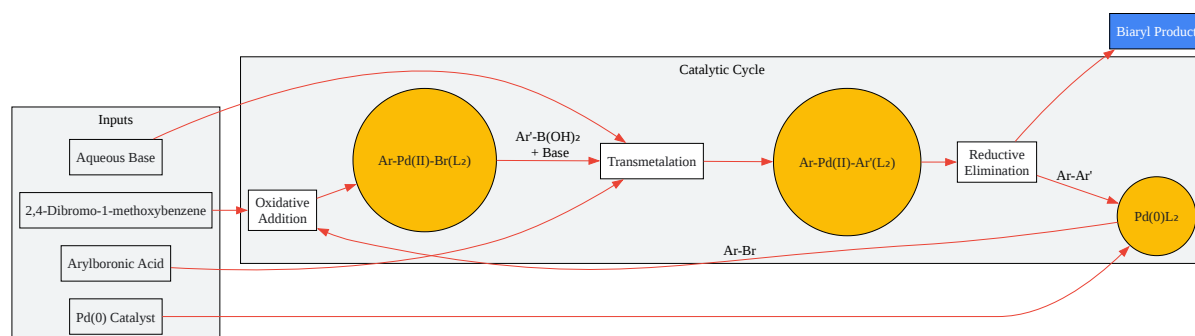 Biaryl Product
Catalytic Cycle
Inputs
Aqueous Base
2,4-Dibromo-1-methoxybenzene
Arylboronic Acid
Pd(0) Catalyst
Oxidative
Addition
Ar-Pd(II)-Br(L₂)
Ar'-B(OH)₂
+ Base
Transmetalation
Ar-Pd(II)-Ar'(L₂)
Reductive
Elimination
Ar-Ar'
Pd(0)L₂
Ar-Br